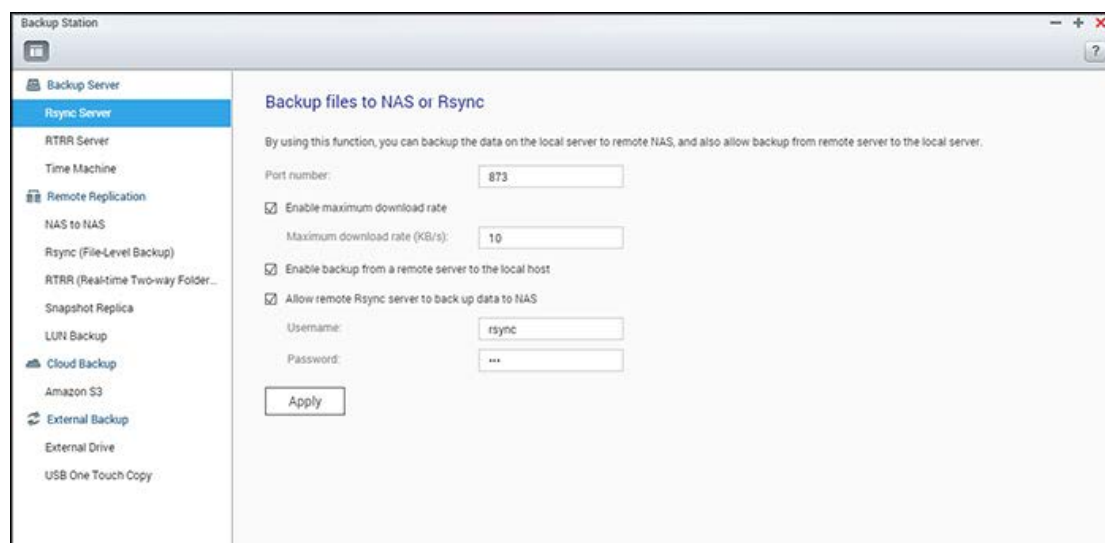 Backup Station
?
Backup Server
Rsync Server
RTRR Server
Time Machine
Remote Replication
NAS to NAS
Rsync (File-Level Backup)
RTRR (Real-time Two-way Folder...
Snapshot Replica
LUN Backup
Cloud Backup
Amazon S3
External Backup
External Drive
USB One Touch Copy
Backup files to NAS or Rsync
By using this function, you can backup the data on the local server to remote NAS, and also allow backup from remote server to the local server.
Port number: 873
Enable maximum download rate
Maximum download rate (KB/s): 10
Enable backup from a remote server to the local host
Allow remote Rsync server to back up data to NAS
Username: rsync
Password: •••
Apply